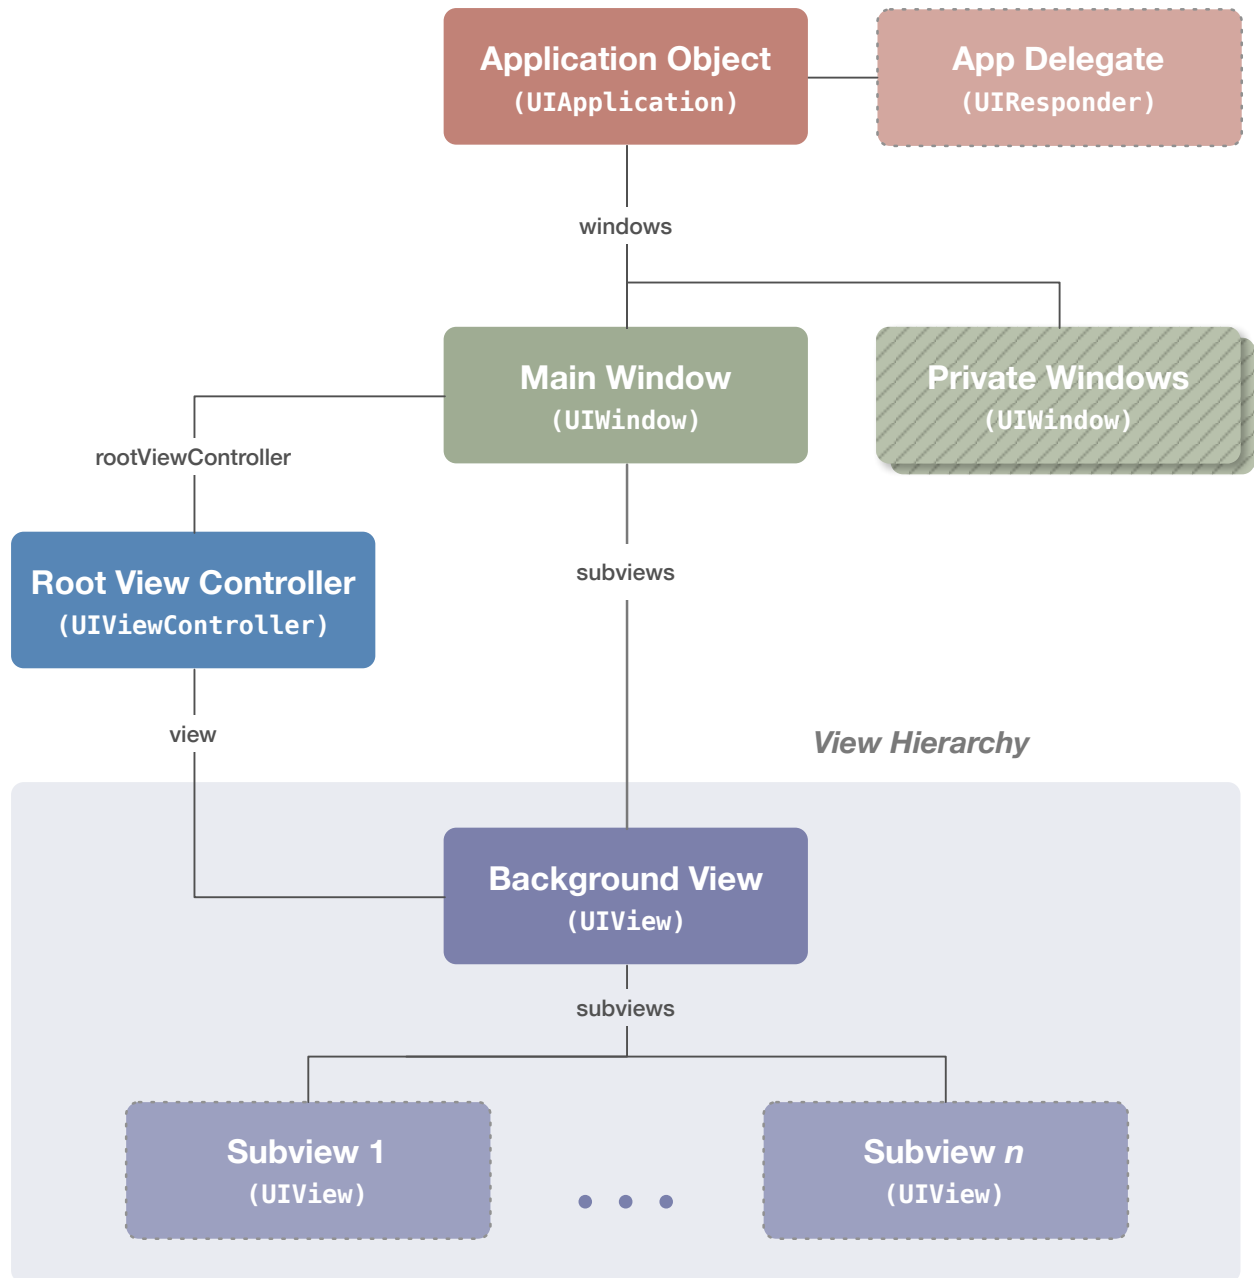 Application Object
(UIApplication)
App Delegate
(UIResponder)
windows
Main Window
(UIWindow)
Private Windows
(UIWindow)
rootViewController
Root View Controller
(UIViewController)
subviews
view
View Hierarchy
Background View
(UIView)
subviews
Subview 1
(UIView)
• • •
Subview n
(UIView)